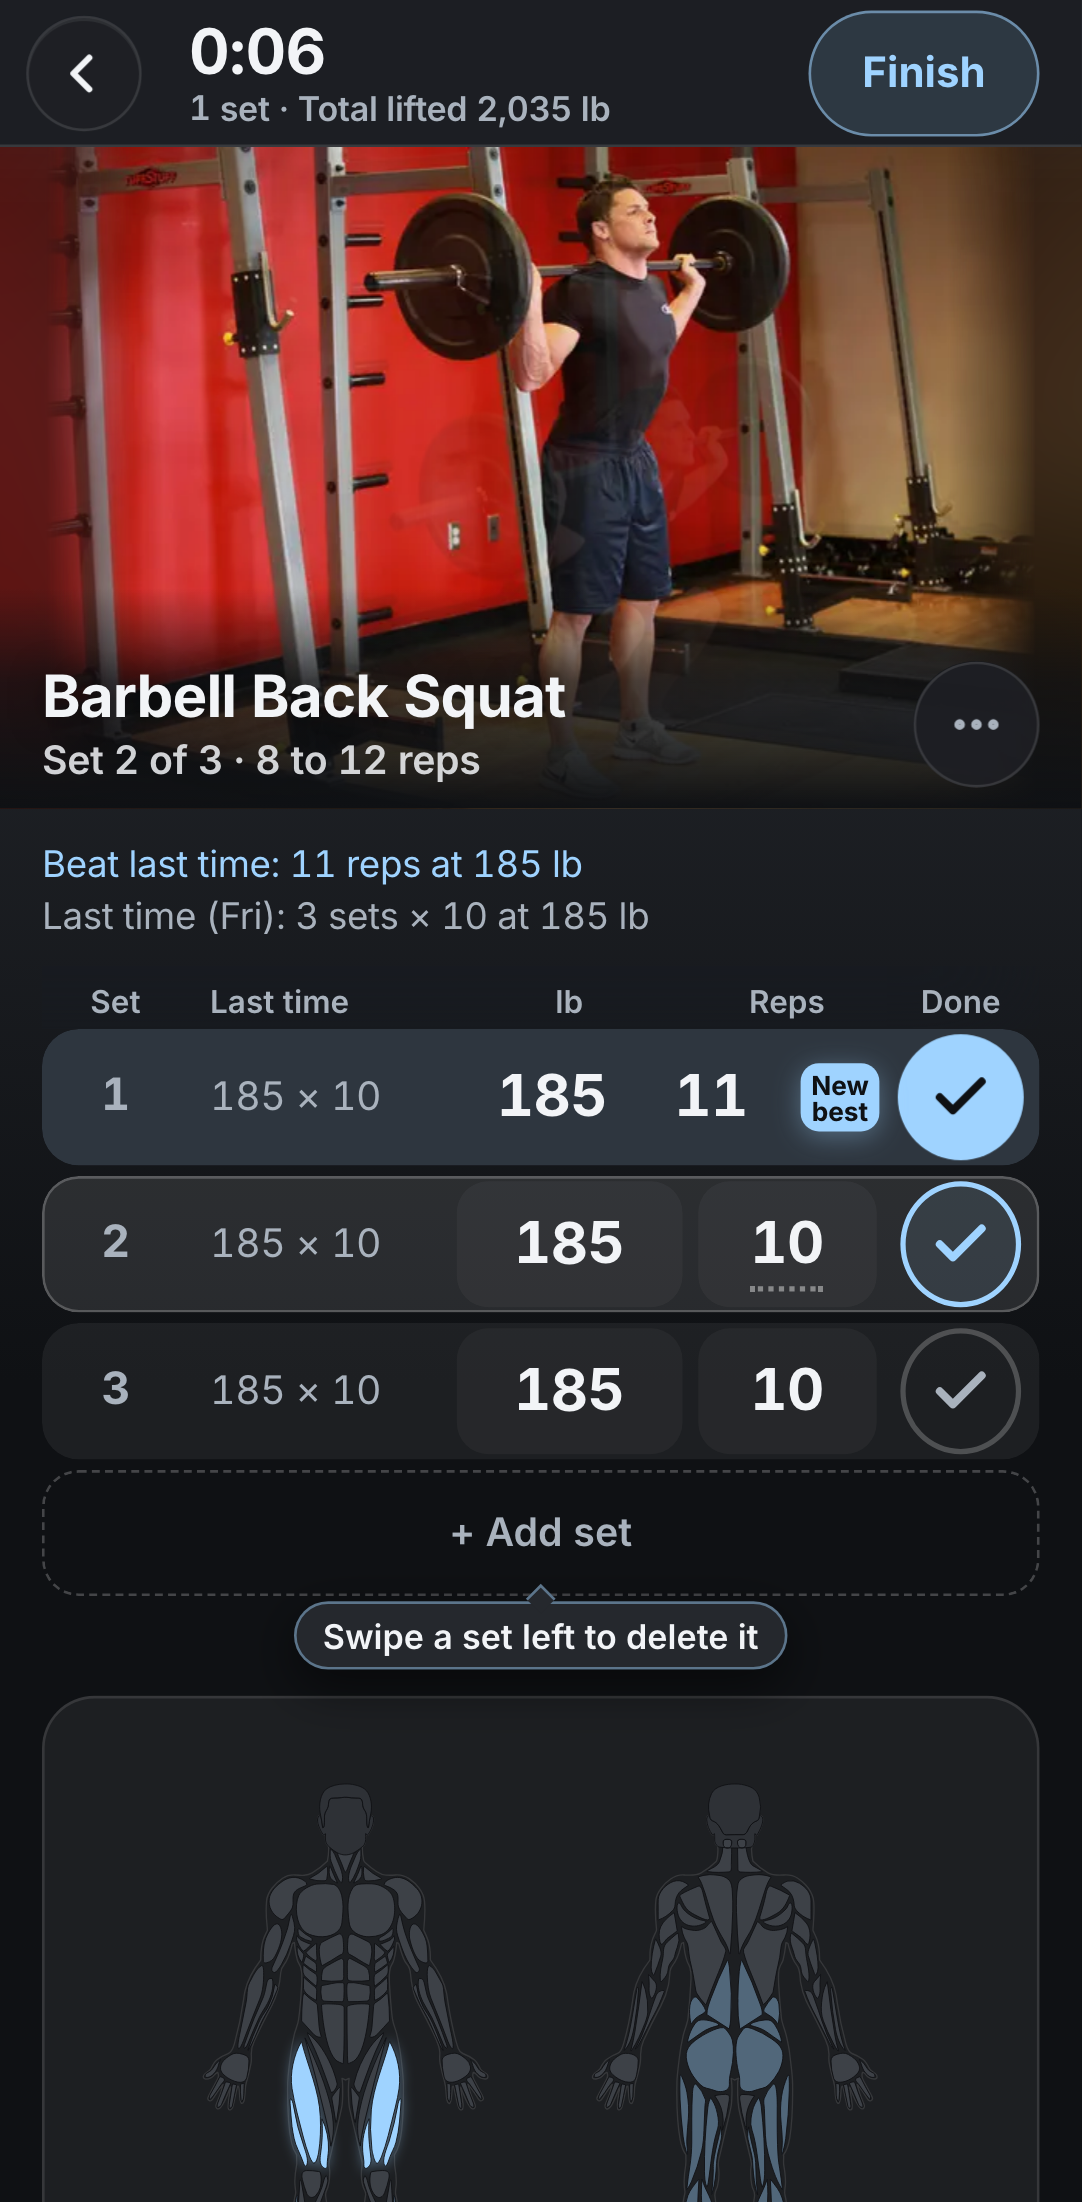 0:06
1 set · Total lifted 2,035 lb
Finish
Barbell Back Squat
Set 2 of 3 · 8 to 12 reps
Beat last time: 11 reps at 185 lb
Last time (Fri): 3 sets × 10 at 185 lb
Set Last time lb Reps Done
1 185 × 10 185 11 New best
2 185 × 10 185 10
3 185 × 10 185 10
+ Add set
Swipe a set left to delete it